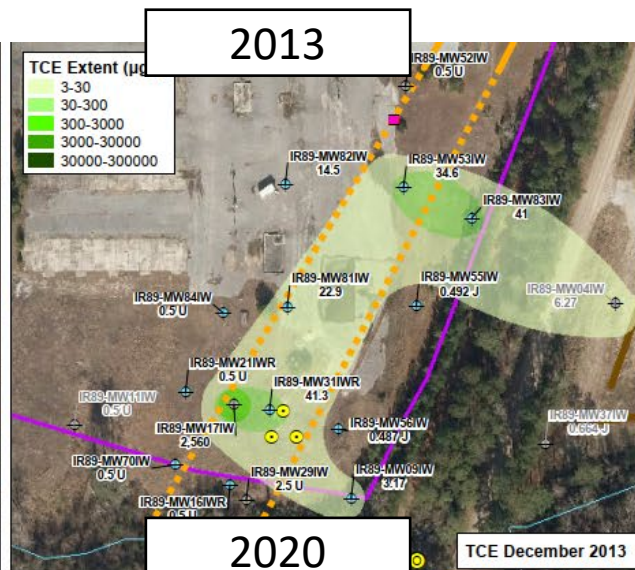 2013
TCE Extent (µg
3-30
30-300
300-3000
3000-30000
30000-300000
IR89-MW52IW
0.5 U
IR89-MW82IW
14.5
IR89-MW53IW
34.6
IR89-MW83IW
41
IR89-MW81IW
22.9
IR89-MW55IW
0.492 J
IR89-MW04IW
6.27
IR89-MW84IW
0.5 U
IR89-MW21IWR
0.5 U
IR89-MW31IWR
41.3
IR89-MW11IW
0.5 U
IR89-MW17IW
2,560
IR89-MW56IW
0.487 J
IR89-MW37IW
0.664 J
IR89-MW70IW
0.5 U
IR89-MW29IW
2.5 U
IR89-MW09IW
3.17
IR89-MW16IWR
0.5 U
2020
TCE December 2013